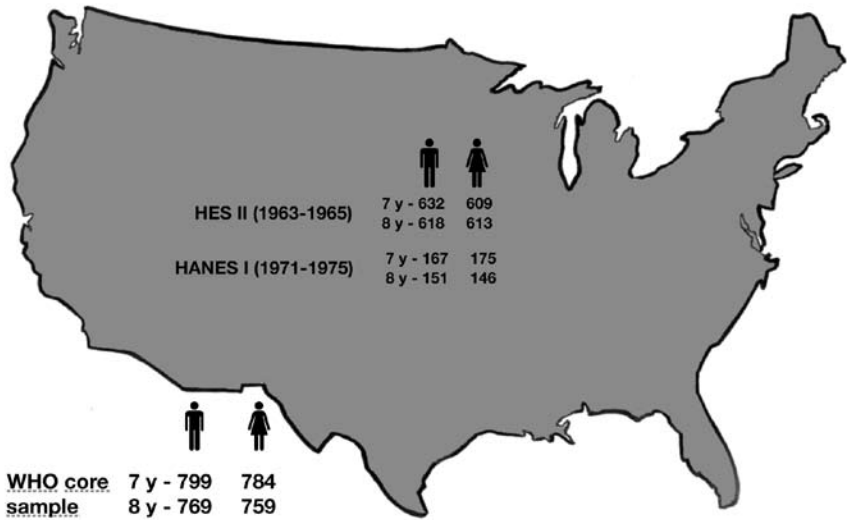 HES II (1963-1965) 7 y - 632 609
8 y - 618 613
HANES I (1971-1975) 7 y - 167 175
8 y - 151 146
WHO core 7 y - 799 784
sample 8 y - 769 759